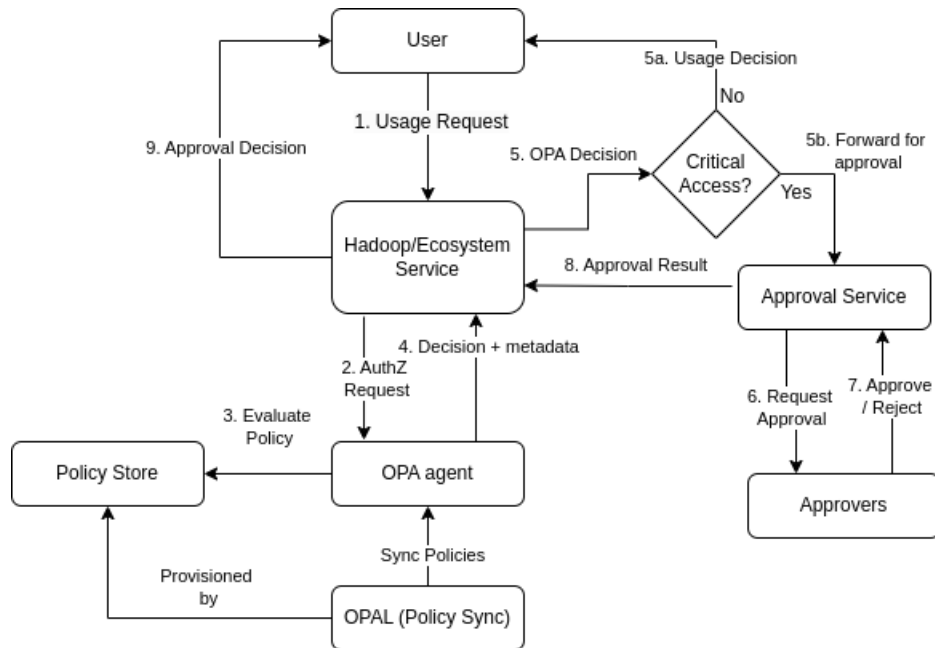 User
5a. Usage Decision
No
1. Usage Request
9. Approval Decision
5. OPA Decision
Critical
Access?
5b. Forward for
approval
Yes
Hadoop/Ecosystem
Service
8. Approval Result
Approval Service
4. Decision + metadata
2. AuthZ
Request
6. Request
Approval
7. Approve
/ Reject
3. Evaluate
Policy
Policy Store
OPA agent
Approvers
Sync Policies
Provisioned
by
OPAL (Policy Sync)